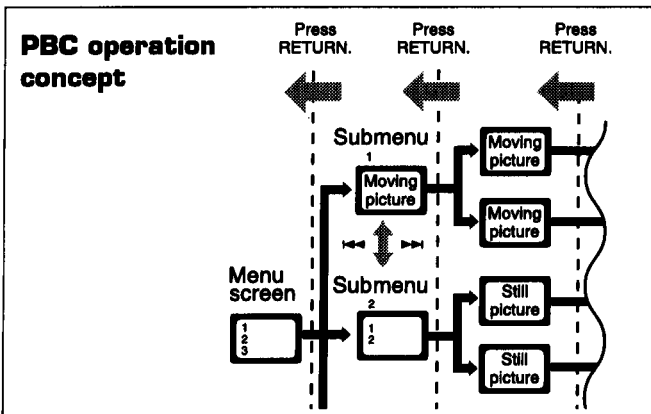 PBC operation
concept
Press
RETURN.
Press
RETURN.
Press
RETURN.
Submenu
1
Moving
picture
Moving
picture
Moving
picture
Menu
screen
1
2
3
Submenu
2
1
2
Still
picture
Still
picture